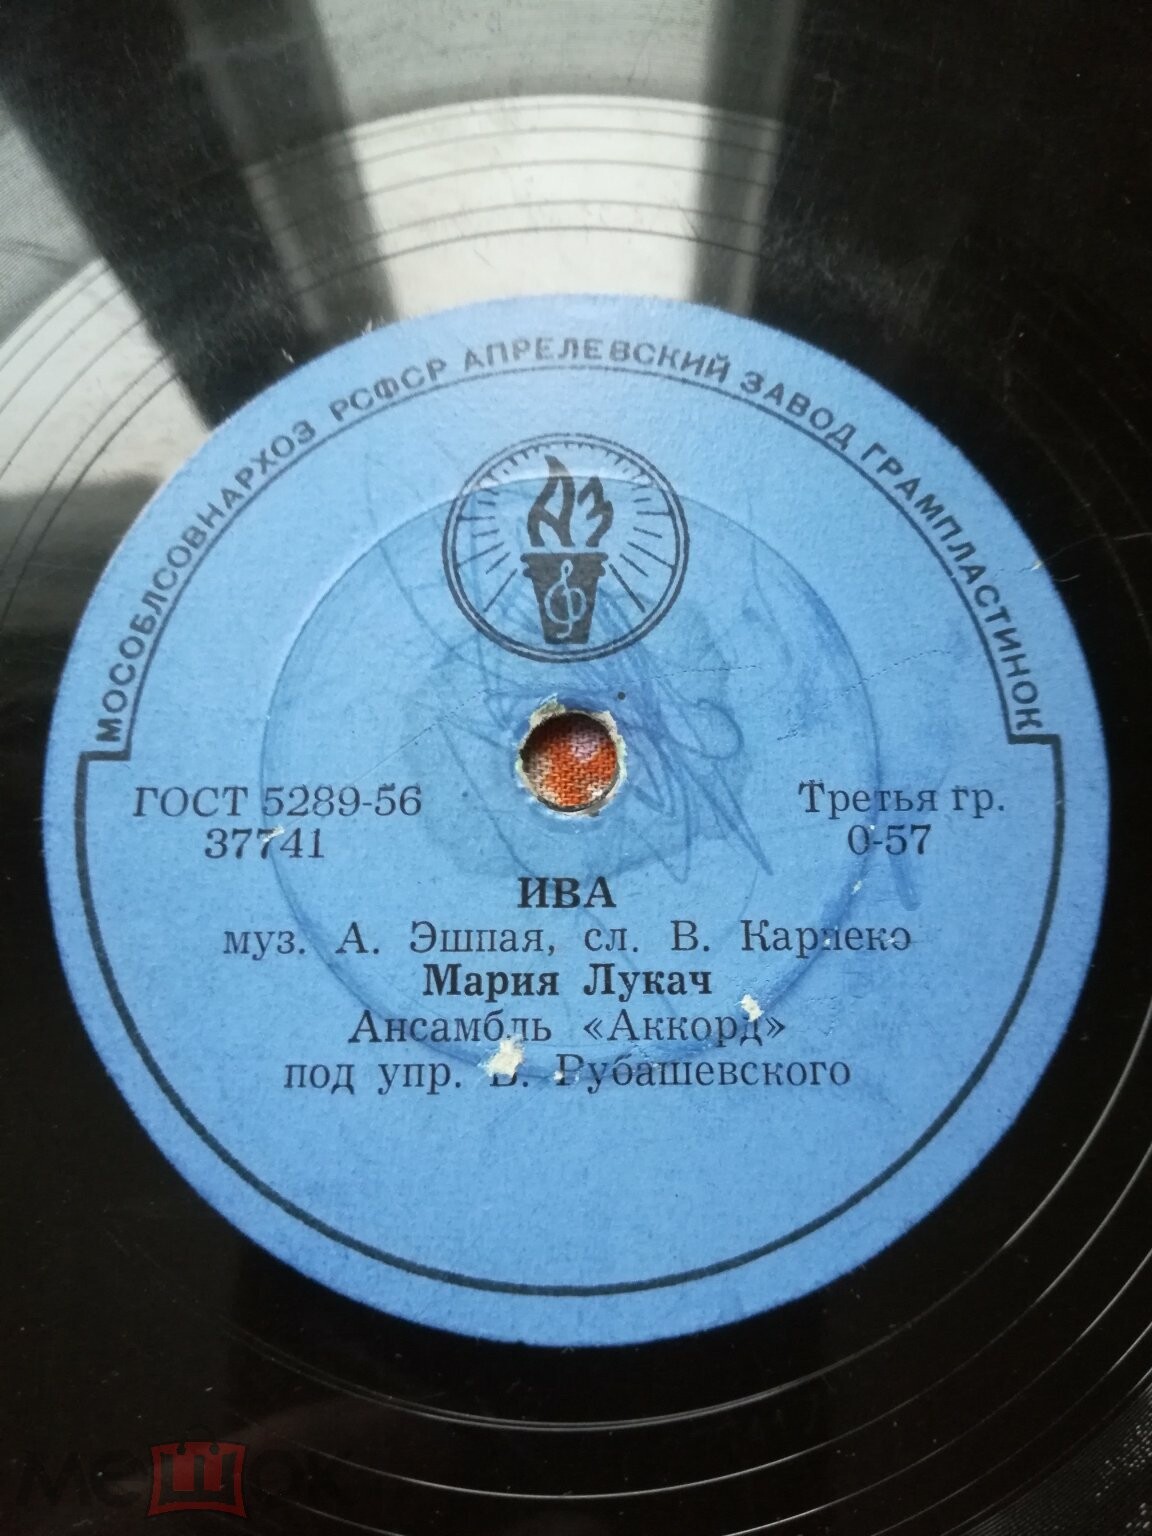 МОСОБЛСОВНАРХОЗ РСФСР АПРЕЛЕВСКИЙ ЗАВОД ГРАМПЛАСТИНОК
АЗ
ГОСТ 5289-56
37741
Третья гр.
0-57
ИВА
муз. А. Эшпая, сл. В. Карпеко
Мария Лукач
Ансамбль «Аккорд»
под упр. В. Рубашевского
мешок